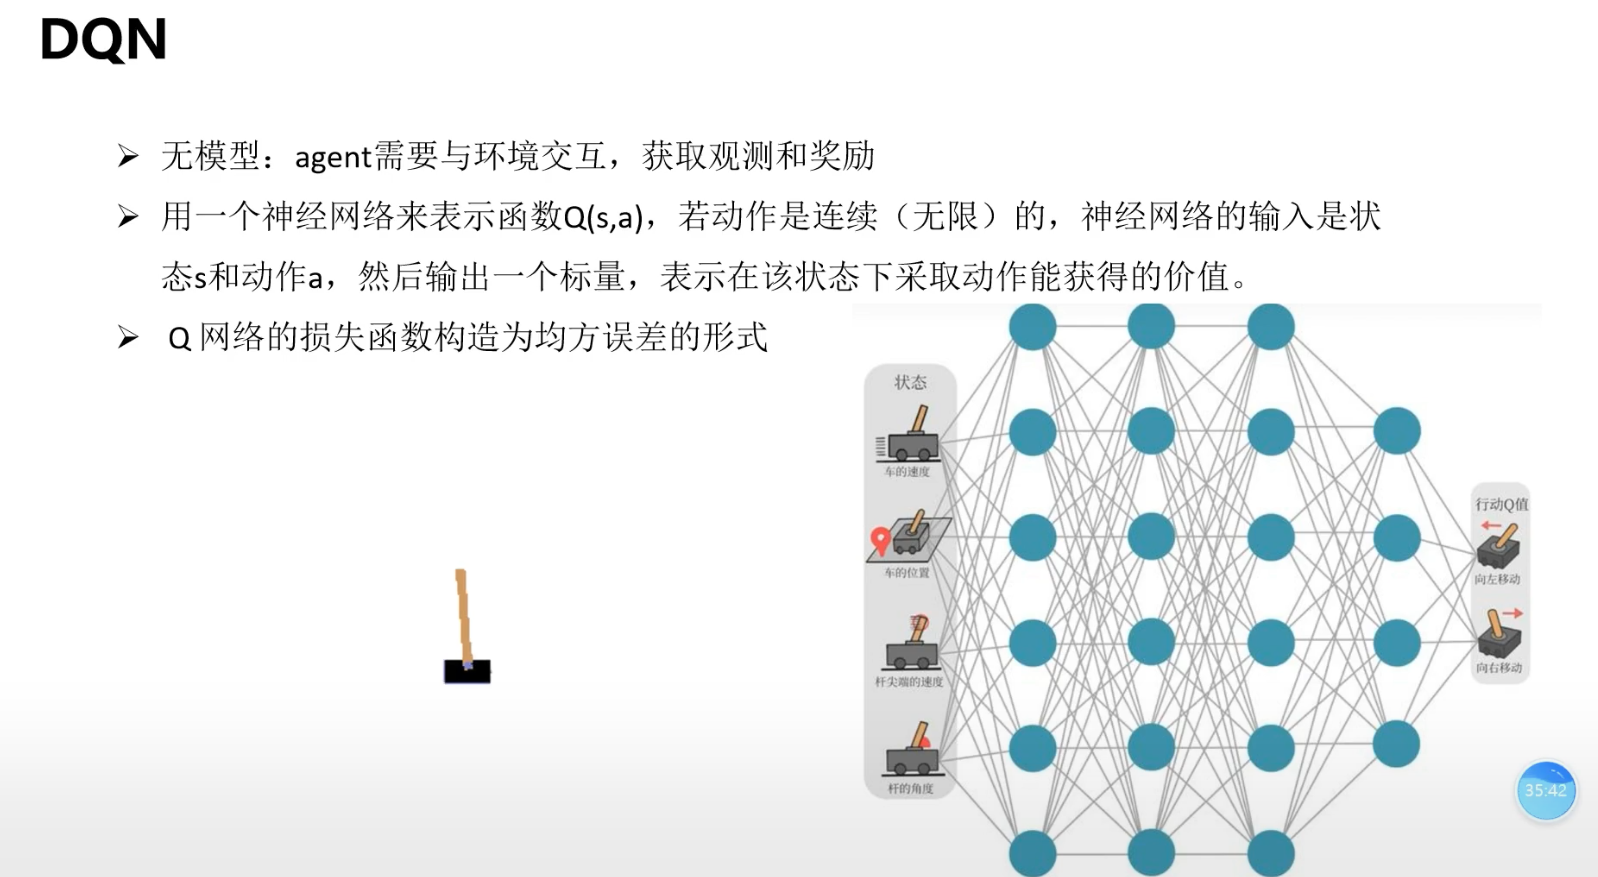 DQN
无模型：agent需要与环境交互，获取观测和奖励
用一个神经网络来表示函数Q(s,a)，若动作是连续（无限）的，神经网络的输入是状
态s和动作a，然后输出一个标量，表示在该状态下采取动作能获得的价值。
Q 网络的损失函数构造为均方误差的形式
状态
车的速度
车的位置
杆尖端的速度
杆的角度
行动Q值
向左移动
向右移动
35:42